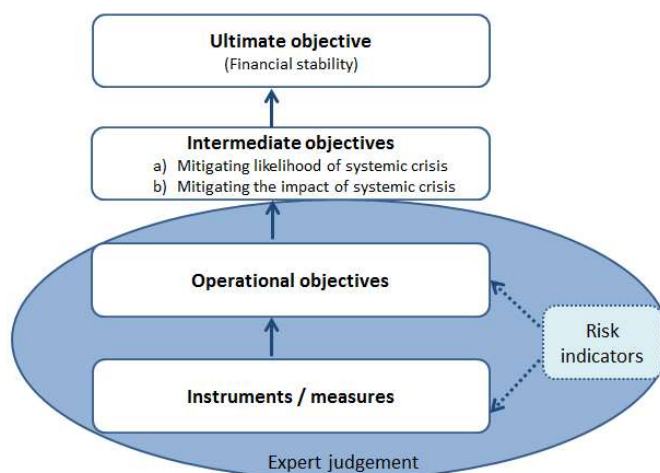 Ultimate objective
(Financial stability)
Intermediate objectives
a) Mitigating likelihood of systemic crisis
b) Mitigating the impact of systemic crisis
Operational objectives
Risk
indicators
Instruments / measures
Expert judgement